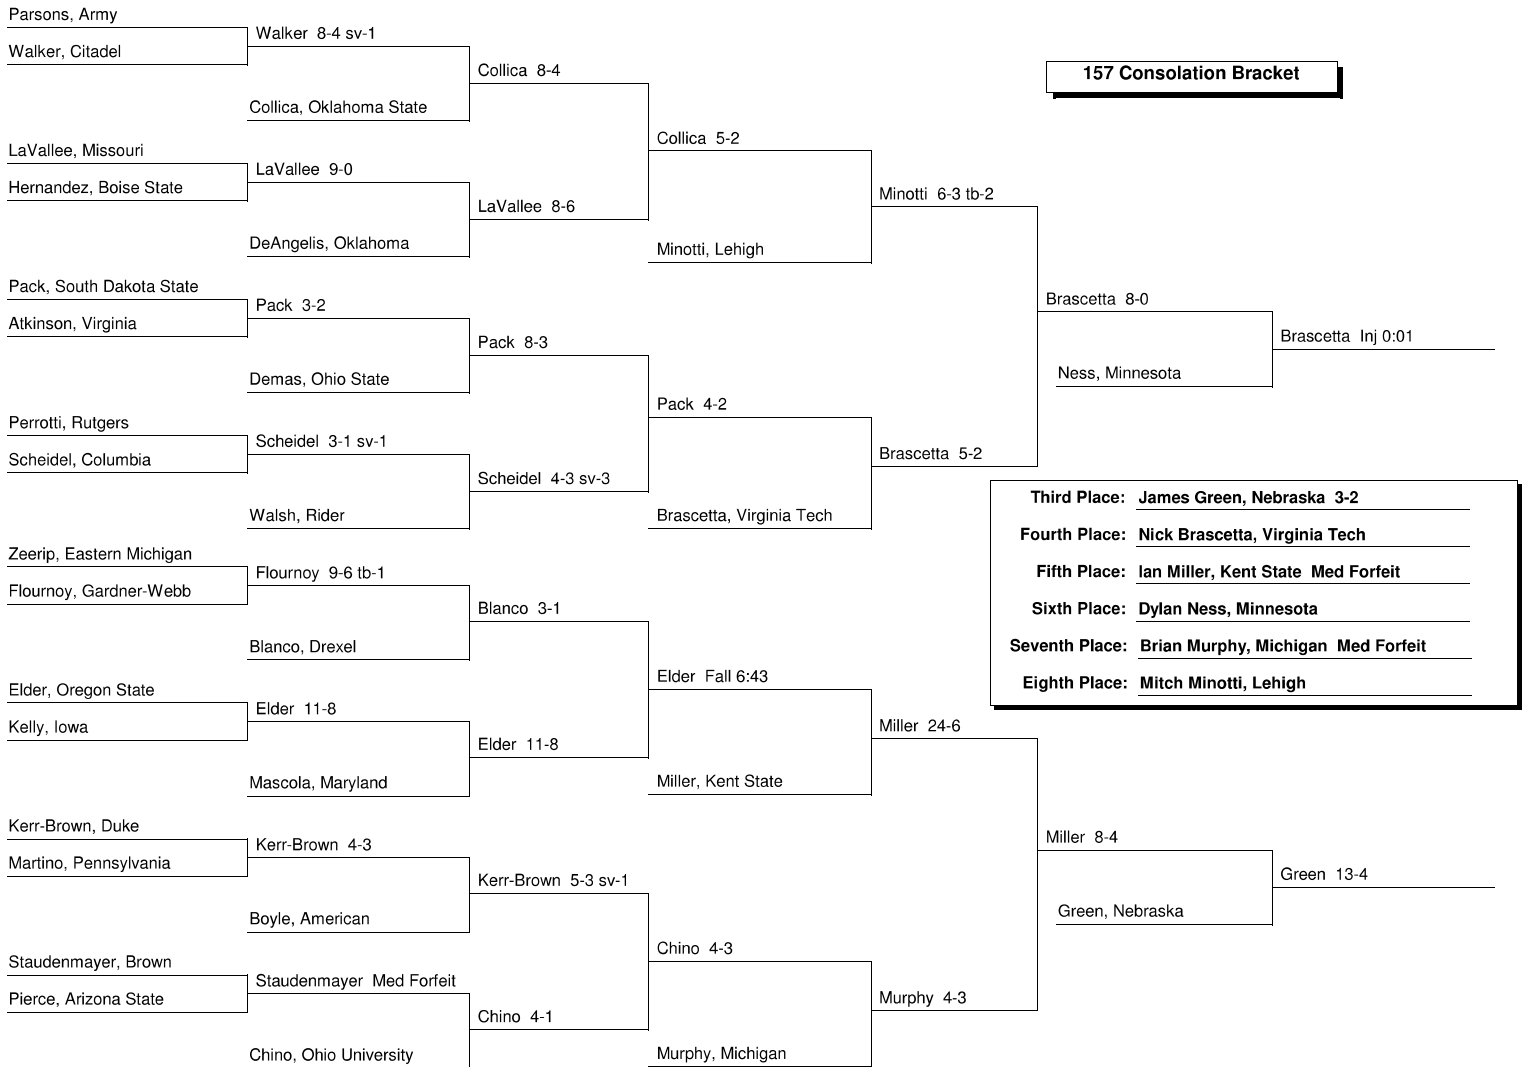 Parsons, Army
Walker, Citadel
Walker 8-4 sv-1
Collica, Oklahoma State
Collica 8-4
LaVallee, Missouri
Hernandez, Boise State
LaVallee 9-0
DeAngelis, Oklahoma
LaVallee 8-6
Collica 5-2
Minotti, Lehigh
Minotti 6-3 tb-2
Pack, South Dakota State
Atkinson, Virginia
Pack 3-2
Demas, Ohio State
Pack 8-3
Perrotti, Rutgers
Scheidel, Columbia
Scheidel 3-1 sv-1
Walsh, Rider
Scheidel 4-3 sv-3
Pack 4-2
Brascetta, Virginia Tech
Brascetta 5-2
Brascetta 8-0
Ness, Minnesota
Brascetta Inj 0:01
Zeerip, Eastern Michigan
Flournoy, Gardner-Webb
Flournoy 9-6 tb-1
Blanco, Drexel
Blanco 3-1
Elder, Oregon State
Kelly, Iowa
Elder 11-8
Mascola, Maryland
Elder 11-8
Elder Fall 6:43
Miller, Kent State
Miller 24-6
Kerr-Brown, Duke
Martino, Pennsylvania
Kerr-Brown 4-3
Boyle, American
Kerr-Brown 5-3 sv-1
Staudenmayer, Brown
Pierce, Arizona State
Staudenmayer Med Forfeit
Chino, Ohio University
Chino 4-1
Chino 4-3
Murphy, Michigan
Murphy 4-3
Miller 8-4
Green, Nebraska
Green 13-4
157 Consolation Bracket
Third Place: James Green, Nebraska 3-2
Fourth Place: Nick Brascetta, Virginia Tech
Fifth Place: Ian Miller, Kent State Med Forfeit
Sixth Place: Dylan Ness, Minnesota
Seventh Place: Brian Murphy, Michigan Med Forfeit
Eighth Place: Mitch Minotti, Lehigh